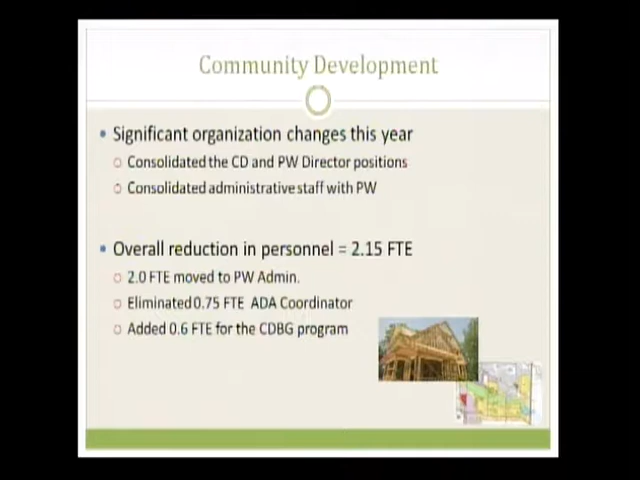 Community Development
Significant organization changes this year
Consolidated the CD and PW Director positions
Consolidated administrative staff with PW
Overall reduction in personnel = 2.15 FTE
2.0 FTE moved to PW Admin.
Eliminated 0.75 FTE ADA Coordinator
Added 0.6 FTE for the CDBG program